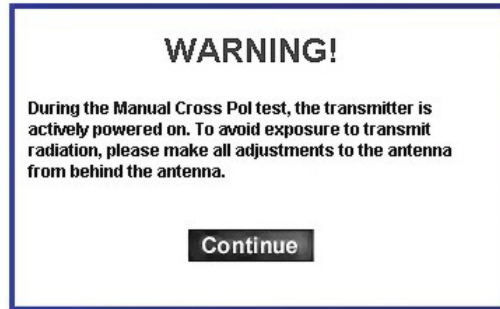 WARNING!
During the Manual Cross Pol test, the transmitter is
actively powered on. To avoid exposure to transmit
radiation, please make all adjustments to the antenna
from behind the antenna.
Continue